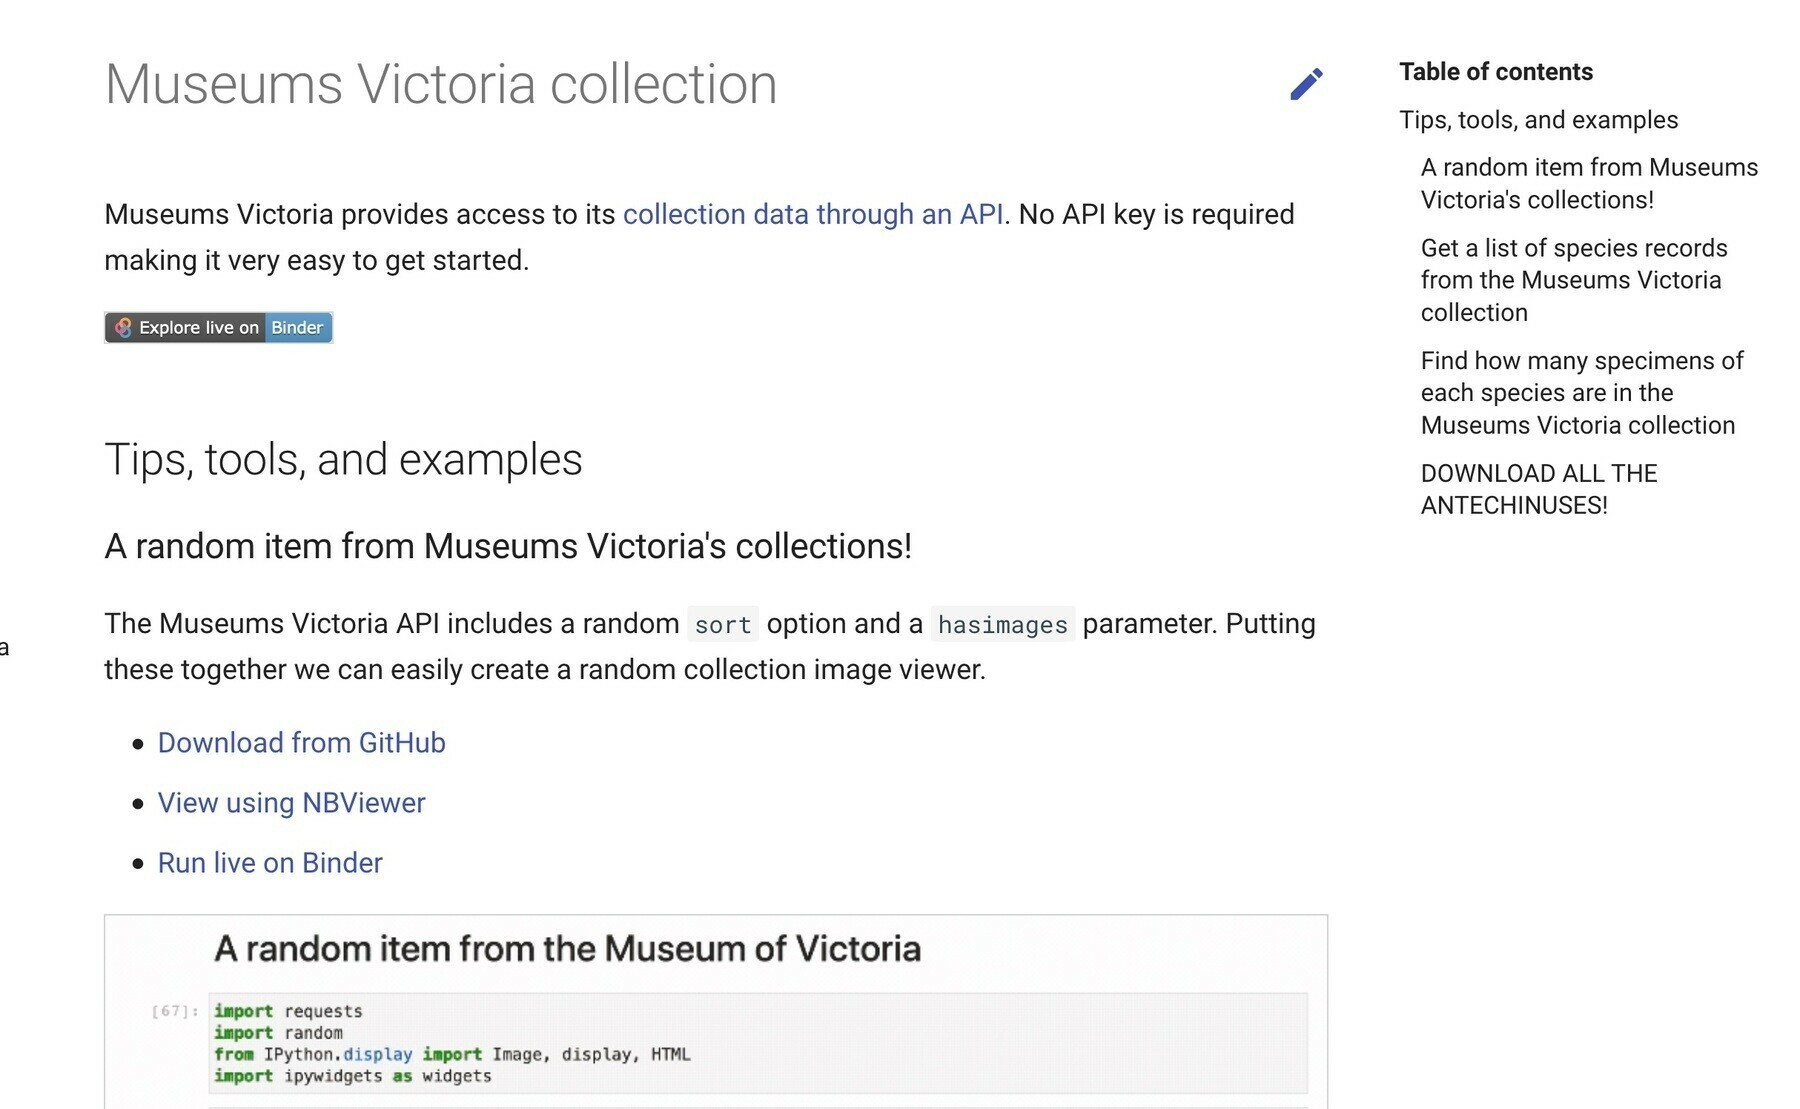 Museums Victoria collection
Museums Victoria provides access to its collection data through an API. No API key is required
making it very easy to get started.
Explore live on Binder
Tips, tools, and examples
A random item from Museums Victoria's collections!
The Museums Victoria API includes a random sort option and a hasimages parameter. Putting
these together we can easily create a random collection image viewer.
Download from GitHub
View using NBViewer
Run live on Binder
A random item from the Museum of Victoria
[67]: import requests
import random
from IPython.display import Image, display, HTML
import ipywidgets as widgets
Table of contents
Tips, tools, and examples
A random item from Museums
Victoria's collections!
Get a list of species records
from the Museums Victoria
collection
Find how many specimens of
each species are in the
Museums Victoria collection
DOWNLOAD ALL THE
ANTECHINUSES!
a